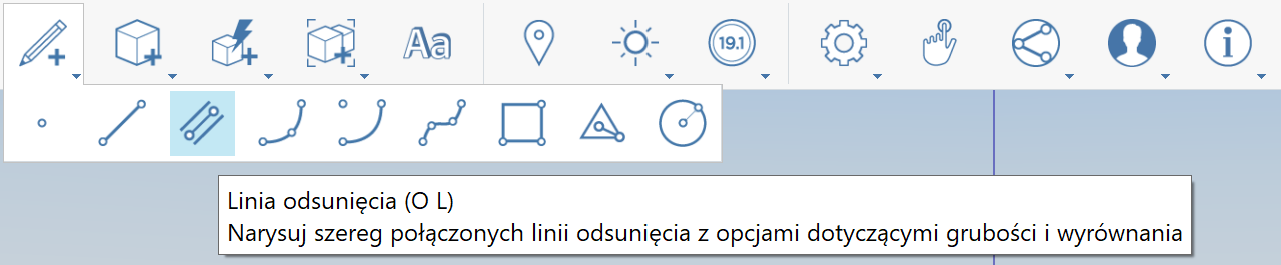 Aa
19.1
Linia odsunięcia (O L)
Narysuj szereg połączonych linii odsunięcia z opcjami dotyczącymi grubości i wyrównania